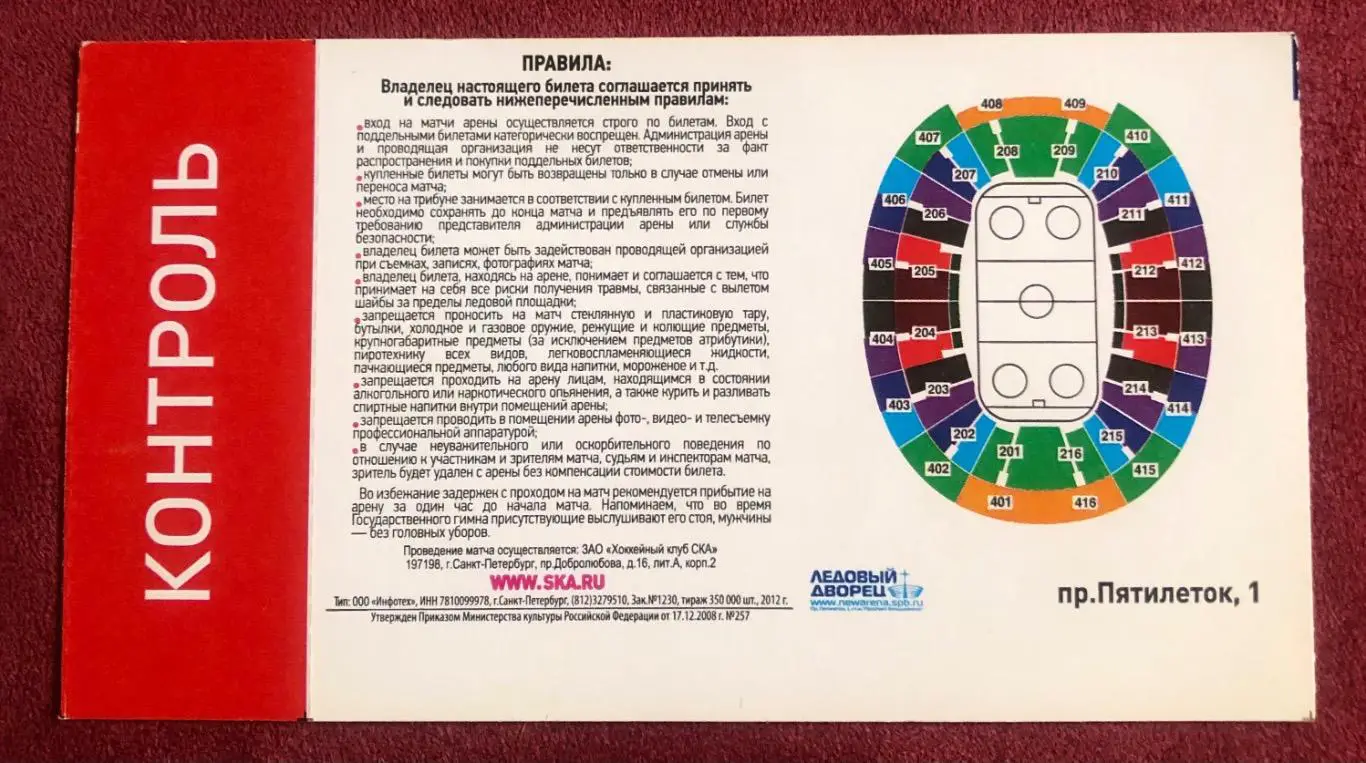 КОНТРОЛЬ
ПРАВИЛА:
Владелец настоящего билета соглашается принять
и следовать нижеперечисленным правилам:
•вход на матчи арены осуществляется строго по билетам. Вход с
поддельными билетами категорически воспрещен. Администрация арены
и проводящая организация не несут ответственности за факт
распространения и покупки поддельных билетов;
•купленные билеты могут быть возвращены только в случае отмены или
переноса матча;
•место на трибуне занимается в соответствии с купленным билетом. Билет
необходимо сохранять до конца матча и предъявлять его по первому
требованию представителя администрации арены или службы
безопасности;
•владелец билета может быть задействован проводящей организацией
при съемках, записях, фотографиях матча;
•владелец билета, находясь на арене, понимает и соглашается с тем, что
принимает на себя все риски получения травмы, связанные с вылетом
шайбы за пределы ледовой площадки;
•запрещается проносить на матч стеклянную и пластиковую тару,
бутылки, холодное и газовое оружие, режущие и колющие предметы,
крупногабаритные предметы (за исключением предметов атрибутики),
пиротехнику всех видов, легковоспламеняющиеся жидкости,
пачкающиеся предметы, любого вида напитки, мороженое и т.д.
•запрещается проходить на арену лицам, находящимся в состоянии
алкогольного или наркотического опьянения, а также курить и разливать
спиртные напитки внутри помещений арены;
•запрещается проводить в помещении арены фото-, видео- и телесъемку
профессиональной аппаратурой;
•в случае неуважительного или оскорбительного поведения по
отношению к участникам и зрителям матча, судьям и инспекторам матча,
зритель будет удален с арены без компенсации стоимости билета.
Во избежание задержек с проходом на матч рекомендуется прибытие на
арену за один час до начала матча. Напоминаем, что во время
Государственного гимна присутствующие выслушивают его стоя, мужчины
— без головных уборов.
Проведение матча осуществляется: ЗАО «Хоккейный клуб СКА»
197198, г.Санкт-Петербург, пр.Добролюбова, д.16, лит.А, корп.2
WWW.SKA.RU
Тип: ООО «Инфотех», ИНН 7810099978, г.Санкт-Петербург, (812)3279510, Зак.№1230, тираж 350 000 шт., 2012 г.
Утвержден Приказом Министерства культуры Российской Федерации от 17.12.2008 г. №257
408 409
407 410
208 209
207 210
406 411
206 211
405 412
205 212
404 413
204 213
203 214
403 414
202 215
201 216
402 415
401 416
ЛЕДОВЫЙ
ДВОРЕЦ
www.newarena.spb.ru
пр.Пятилеток, 1